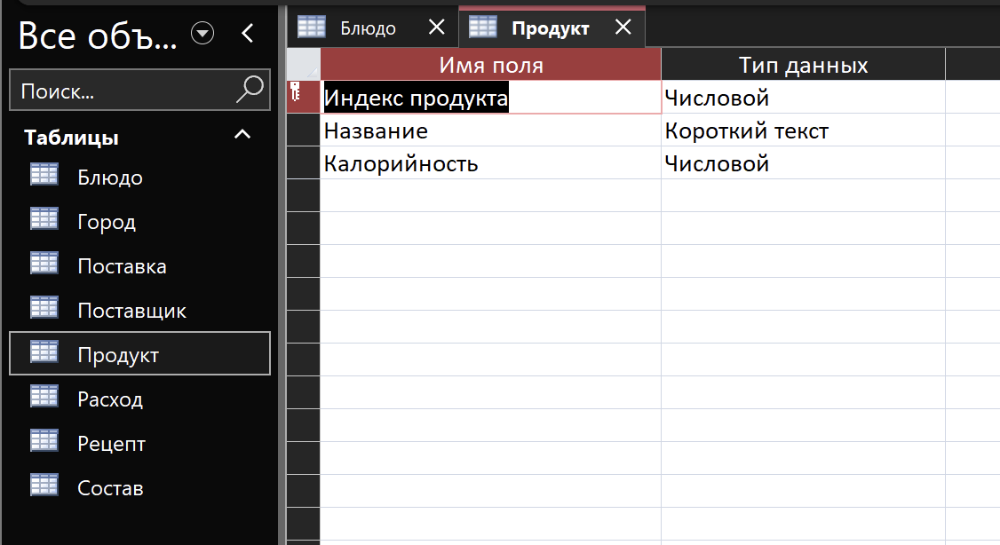 Все объ...
Поиск...
Таблицы
Блюдо
Город
Поставка
Поставщик
Продукт
Расход
Рецепт
Состав
Блюдо
Продукт
Имя поля Тип данных
Индекс продукта Числовой
Название Короткий текст
Калорийность Числовой